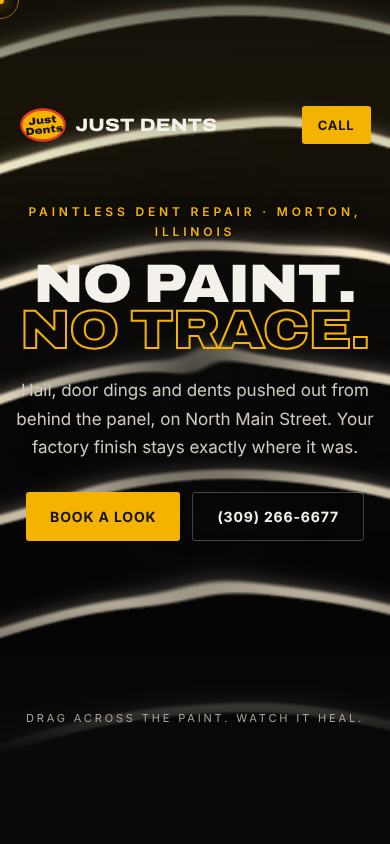 Just
Dents
JUST DENTS
CALL
PAINTLESS DENT REPAIR · MORTON,
ILLINOIS
NO PAINT.
NO TRACE.
Hail, door dings and dents pushed out from
behind the panel, on North Main Street. Your
factory finish stays exactly where it was.
BOOK A LOOK
(309) 266-6677
DRAG ACROSS THE PAINT. WATCH IT HEAL.